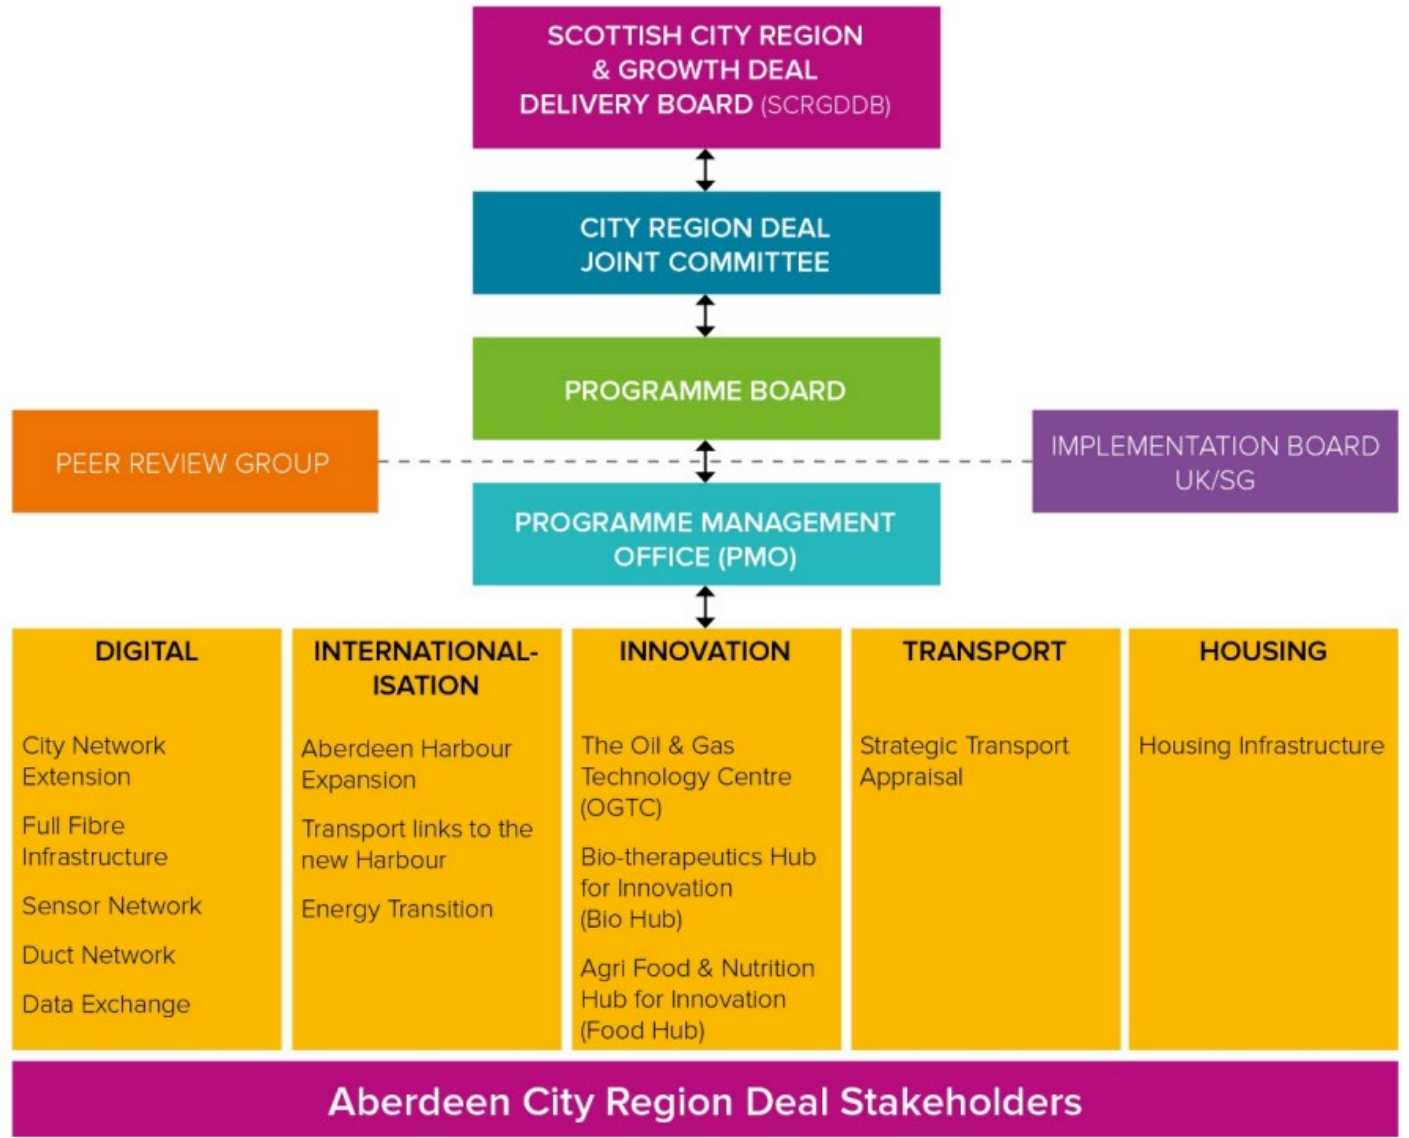 SCOTTISH CITY REGION
& GROWTH DEAL
DELIVERY BOARD (SCRGDDB)
CITY REGION DEAL
JOINT COMMITTEE
PROGRAMME BOARD
PEER REVIEW GROUP
IMPLEMENTATION BOARD
UK/SG
PROGRAMME MANAGEMENT
OFFICE (PMO)
DIGITAL
City Network
Extension
Full Fibre
Infrastructure
Sensor Network
Duct Network
Data Exchange
INTERNATIONAL-
ISATION
Aberdeen Harbour
Expansion
Transport links to the
new Harbour
Energy Transition
INNOVATION
The Oil & Gas
Technology Centre
(OGTC)
Bio-therapeutics Hub
for Innovation
(Bio Hub)
Agri Food & Nutrition
Hub for Innovation
(Food Hub)
TRANSPORT
Strategic Transport
Appraisal
HOUSING
Housing Infrastructure
Aberdeen City Region Deal Stakeholders